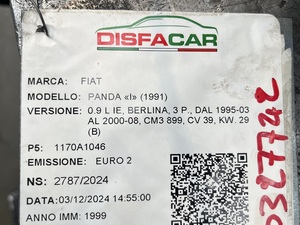 DISFACAR
MARCA: FIAT
MODELLO: PANDA «I» (1991)
VERSIONE: 0.9 L IE, BERLINA, 3 P., DAL 1995-03
AL 2000-08, CM3 899, CV 39, KW. 29
(B)
P5: 1170A1046
EMISSIONE: EURO 2
NS: 2787/2024
DATA:03/12/2024 14:55:00
ANNO IMM: 1999
0327742